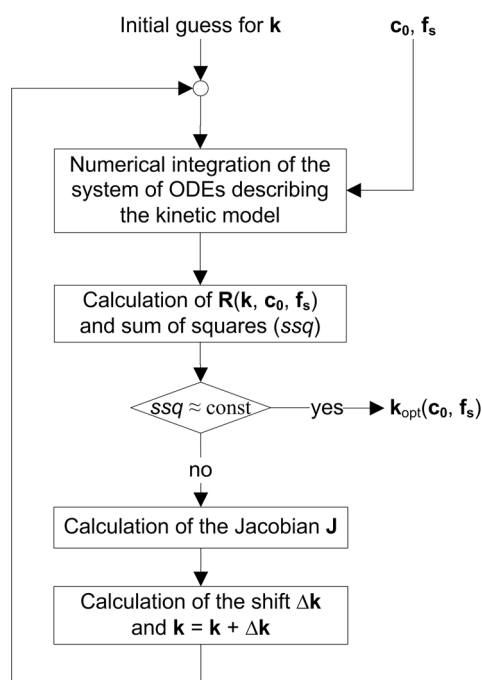 Initial guess for k
c₀, fₛ
Numerical integration of the
system of ODEs describing
the kinetic model
Calculation of R(k, c₀, fₛ)
and sum of squares (ssq)
ssq ≈ const
yes
kopt(c₀, fₛ)
no
Calculation of the Jacobian J
Calculation of the shift Δk
and k = k + Δk